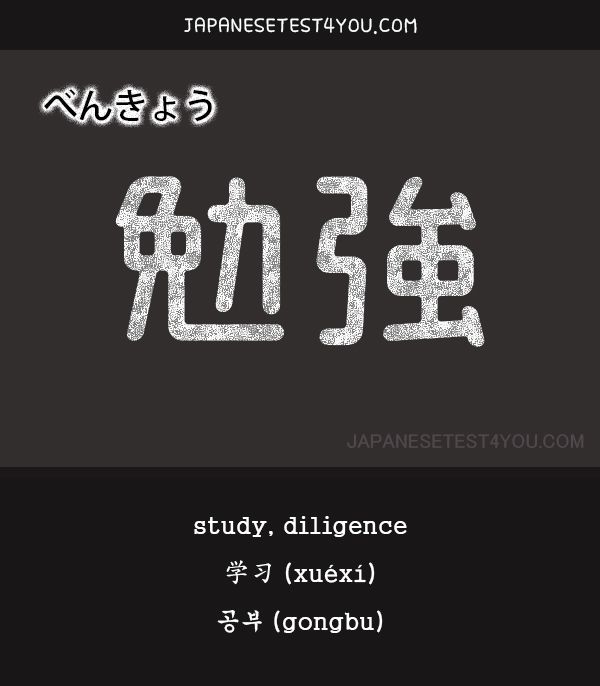 JAPANESETEST4YOU.COM
べんきょう
勉強
JAPANESETEST4YOU.COM
study, diligence
学习 (xuéxí)
공부 (gongbu)